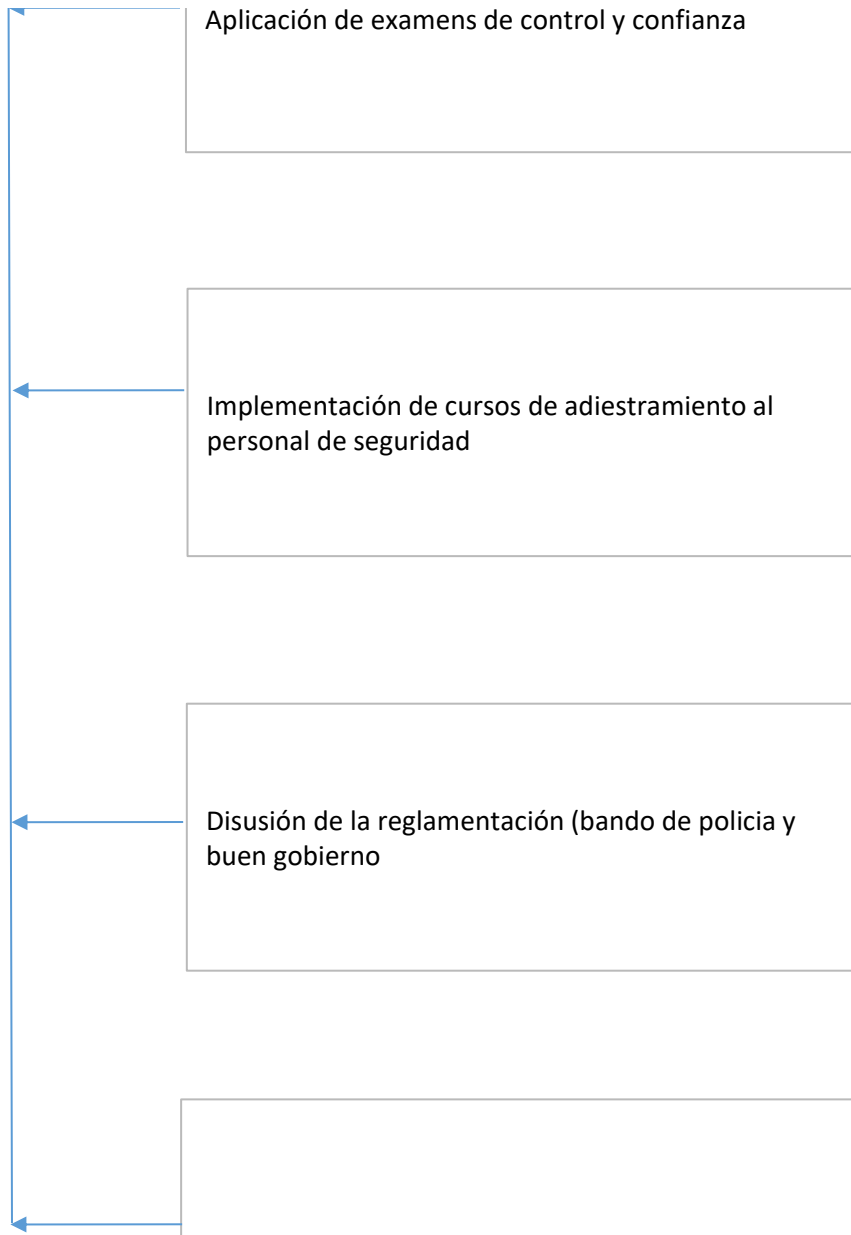 Aplicación de examens de control y confianza
Implementación de cursos de adiestramiento al
personal de seguridad
Disusión de la reglamentación (bando de policia y
buen gobierno